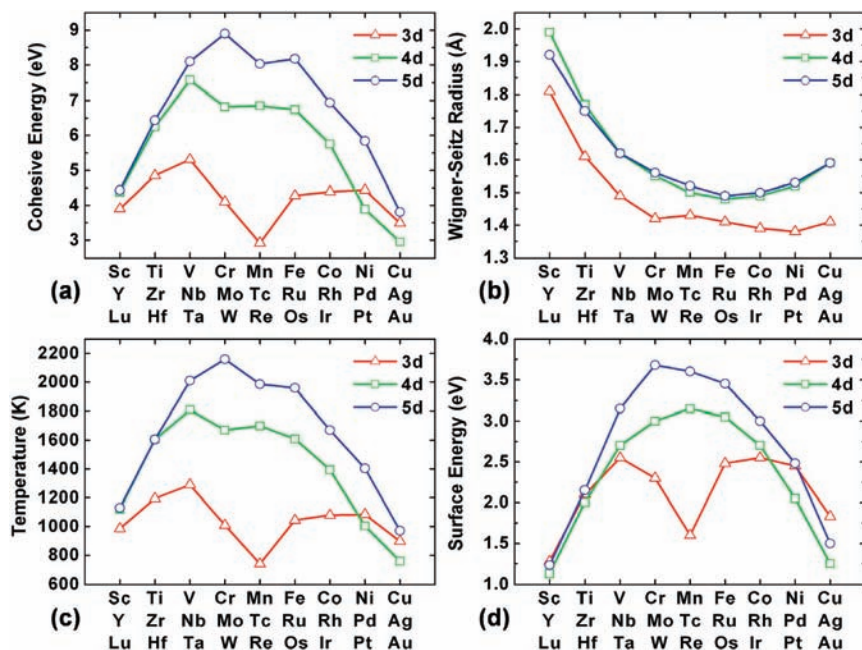 Cohesive Energy (eV)
9
8
7
6
5
4
3
3d
4d
5d
Sc Ti V Cr Mn Fe Co Ni Cu
Y Zr Nb Mo Tc Ru Rh Pd Ag
Lu Hf Ta W Re Os Ir Pt Au
(a)
Wigner-Seitz Radius (Å)
2.0
1.9
1.8
1.7
1.6
1.5
1.4
1.3
3d
4d
5d
Sc Ti V Cr Mn Fe Co Ni Cu
Y Zr Nb Mo Tc Ru Rh Pd Ag
Lu Hf Ta W Re Os Ir Pt Au
(b)
Temperature (K)
2200
2000
1800
1600
1400
1200
1000
800
600
3d
4d
5d
Sc Ti V Cr Mn Fe Co Ni Cu
Y Zr Nb Mo Tc Ru Rh Pd Ag
Lu Hf Ta W Re Os Ir Pt Au
(c)
Surface Energy (eV)
4.0
3.5
3.0
2.5
2.0
1.5
1.0
3d
4d
5d
Sc Ti V Cr Mn Fe Co Ni Cu
Y Zr Nb Mo Tc Ru Rh Pd Ag
Lu Hf Ta W Re Os Ir Pt Au
(d)